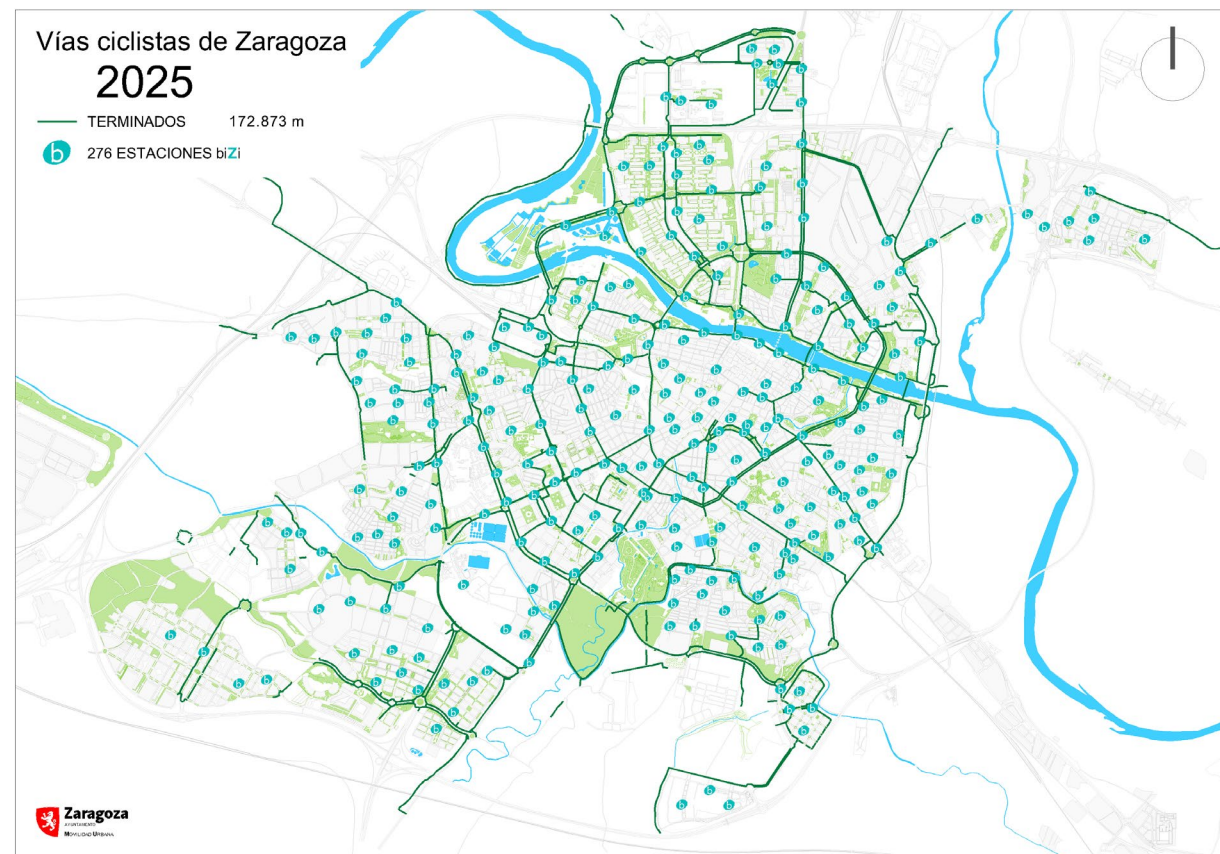 Vías ciclistas de Zaragoza
2025
TERMINADOS 172.873 m
b 276 ESTACIONES biZi
Zaragoza
AYUNTAMIENTO
MOVILIDAD URBANA